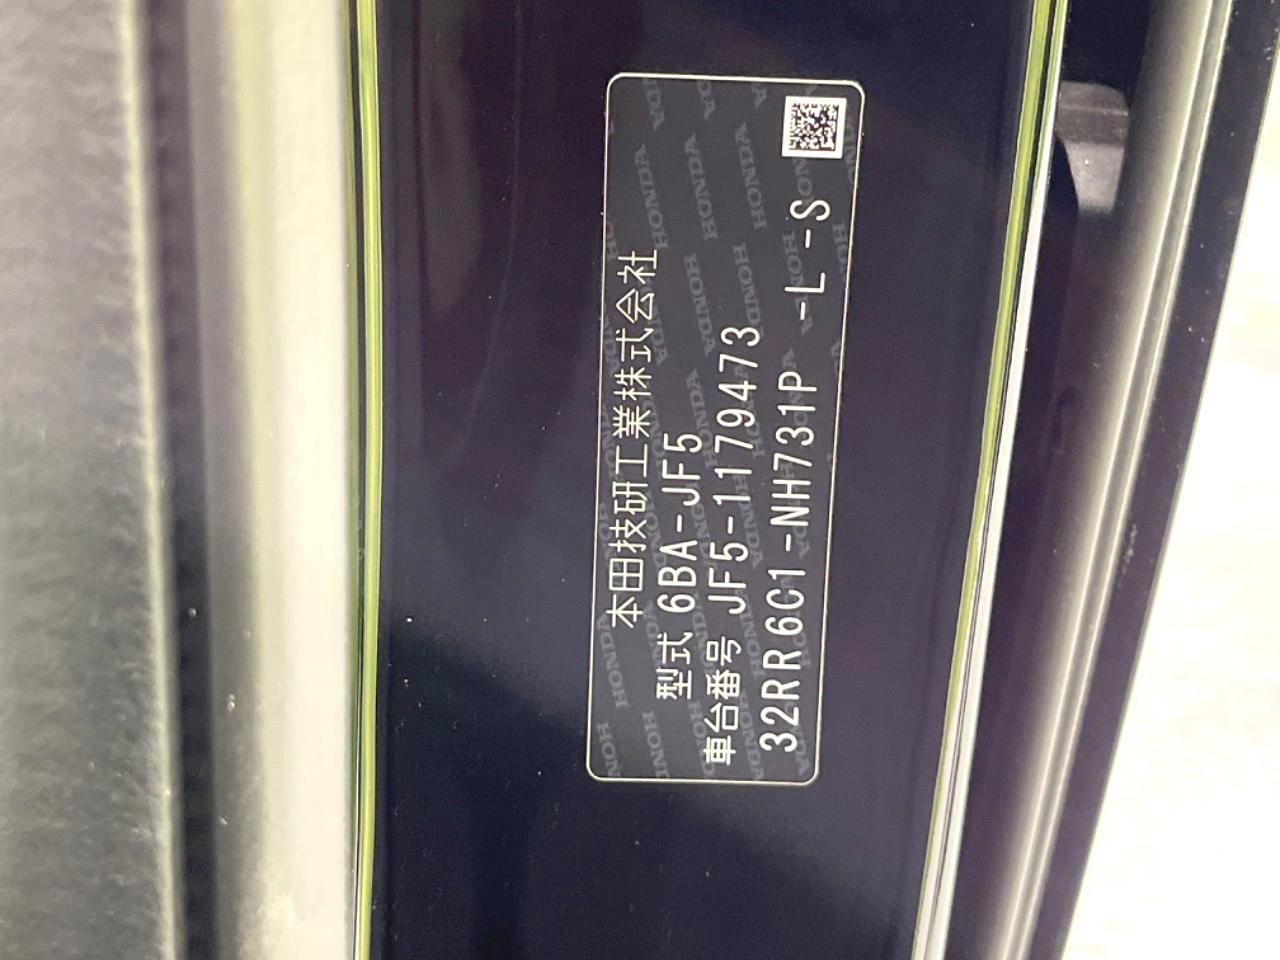 本田技研工業株式会社
型式 6BA-JF5
車台番号 JF5-1179473
32RR6C1-NH731P -L -S